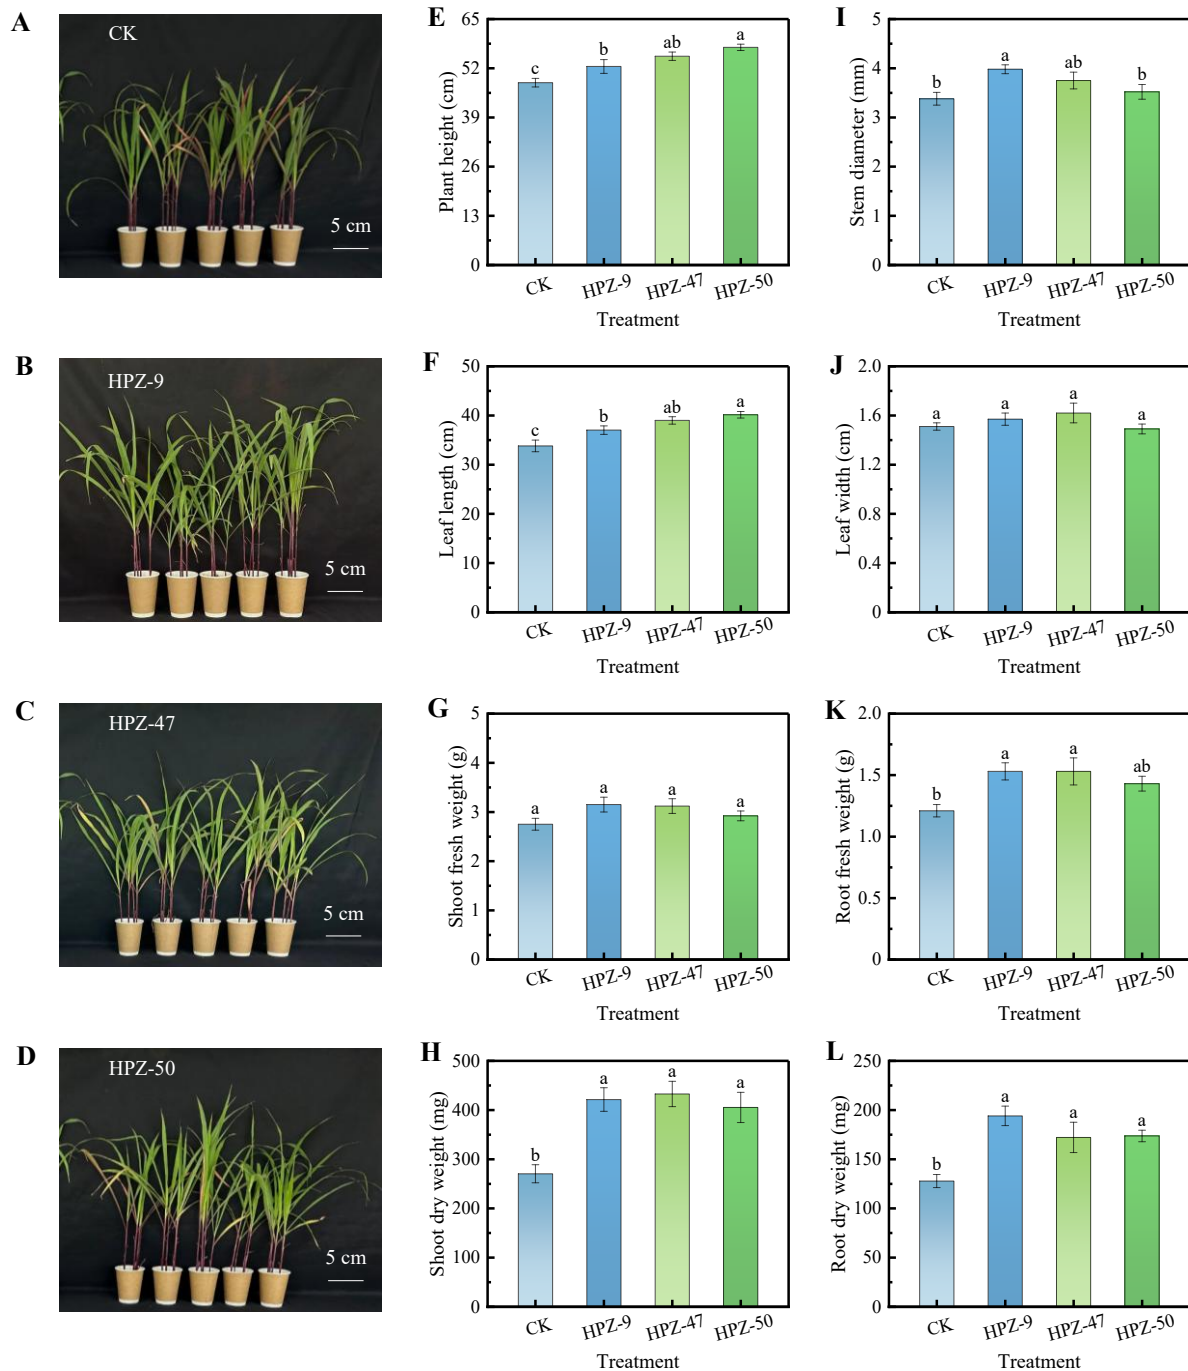 A
CK
5 cm
B
HPZ-9
5 cm
C
HPZ-47
5 cm
D
HPZ-50
5 cm
E
Plant height (cm)
65
52
39
26
13
0
c
b
ab
a
CK
HPZ-9
HPZ-47
HPZ-50
Treatment
I
Stem diameter (mm)
5
4
3
2
1
0
b
a
ab
b
CK
HPZ-9
HPZ-47
HPZ-50
Treatment
F
Leaf length (cm)
50
40
30
20
10
0
c
b
ab
a
CK
HPZ-9
HPZ-47
HPZ-50
Treatment
J
Leaf width (cm)
2.0
1.6
1.2
0.8
0.4
0
a
a
a
a
CK
HPZ-9
HPZ-47
HPZ-50
Treatment
G
Shoot fresh weight (g)
5
4
3
2
1
0
a
a
a
a
CK
HPZ-9
HPZ-47
HPZ-50
Treatment
K
Root fresh weight (g)
2.0
1.5
1.0
0.5
0
b
a
a
ab
CK
HPZ-9
HPZ-47
HPZ-50
Treatment
H
Shoot dry weight (mg)
500
400
300
200
100
0
b
a
a
a
CK
HPZ-9
HPZ-47
HPZ-50
Treatment
L
Root dry weight (mg)
250
200
150
100
50
0
b
a
a
a
CK
HPZ-9
HPZ-47
HPZ-50
Treatment